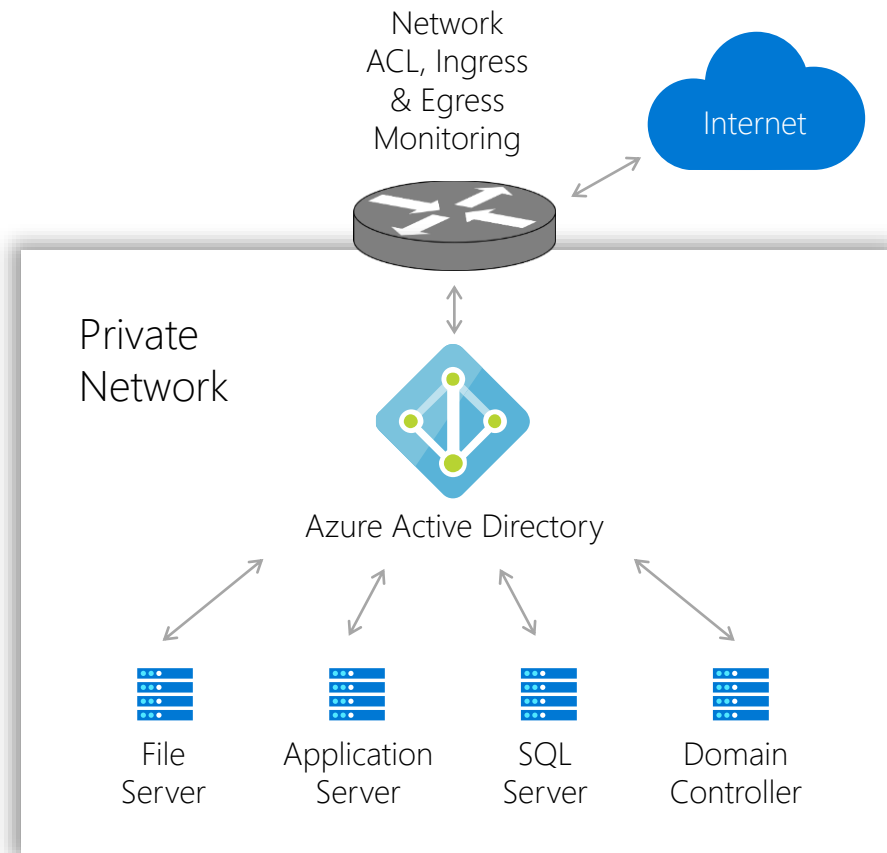 Network
ACL, Ingress
& Egress
Monitoring
Internet
Private
Network
Azure Active Directory
File
Server
Application
Server
SQL
Server
Domain
Controller